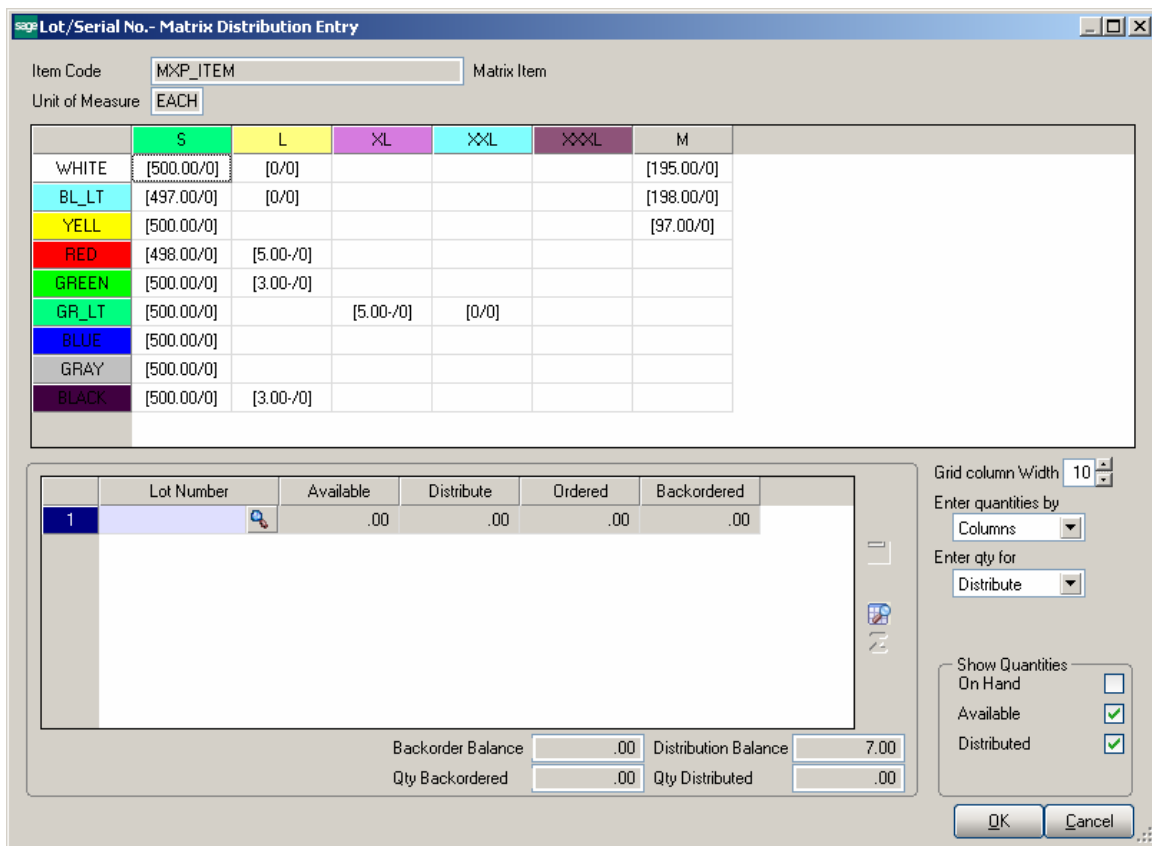 sage Lot/Serial No.- Matrix Distribution Entry
Item Code MXP_ITEM Matrix Item
Unit of Measure EACH
S L XL XXL XXXL M
WHITE [500.00/0] [0/0] [195.00/0]
BL_LT [497.00/0] [0/0] [198.00/0]
YELL [500.00/0] [97.00/0]
RED [498.00/0] [5.00-/0]
GREEN [500.00/0] [3.00-/0]
GR_LT [500.00/0] [5.00-/0] [0/0]
BLUE [500.00/0]
GRAY [500.00/0]
BLACK [500.00/0] [3.00-/0]
Lot Number Available Distribute Ordered Backordered
1 .00 .00 .00 .00
Backorder Balance .00 Distribution Balance 7.00
Qty Backordered .00 Qty Distributed .00
Grid column Width 10
Enter quantities by
Columns
Enter qty for
Distribute
Show Quantities
On Hand
Available
Distributed
OK Cancel